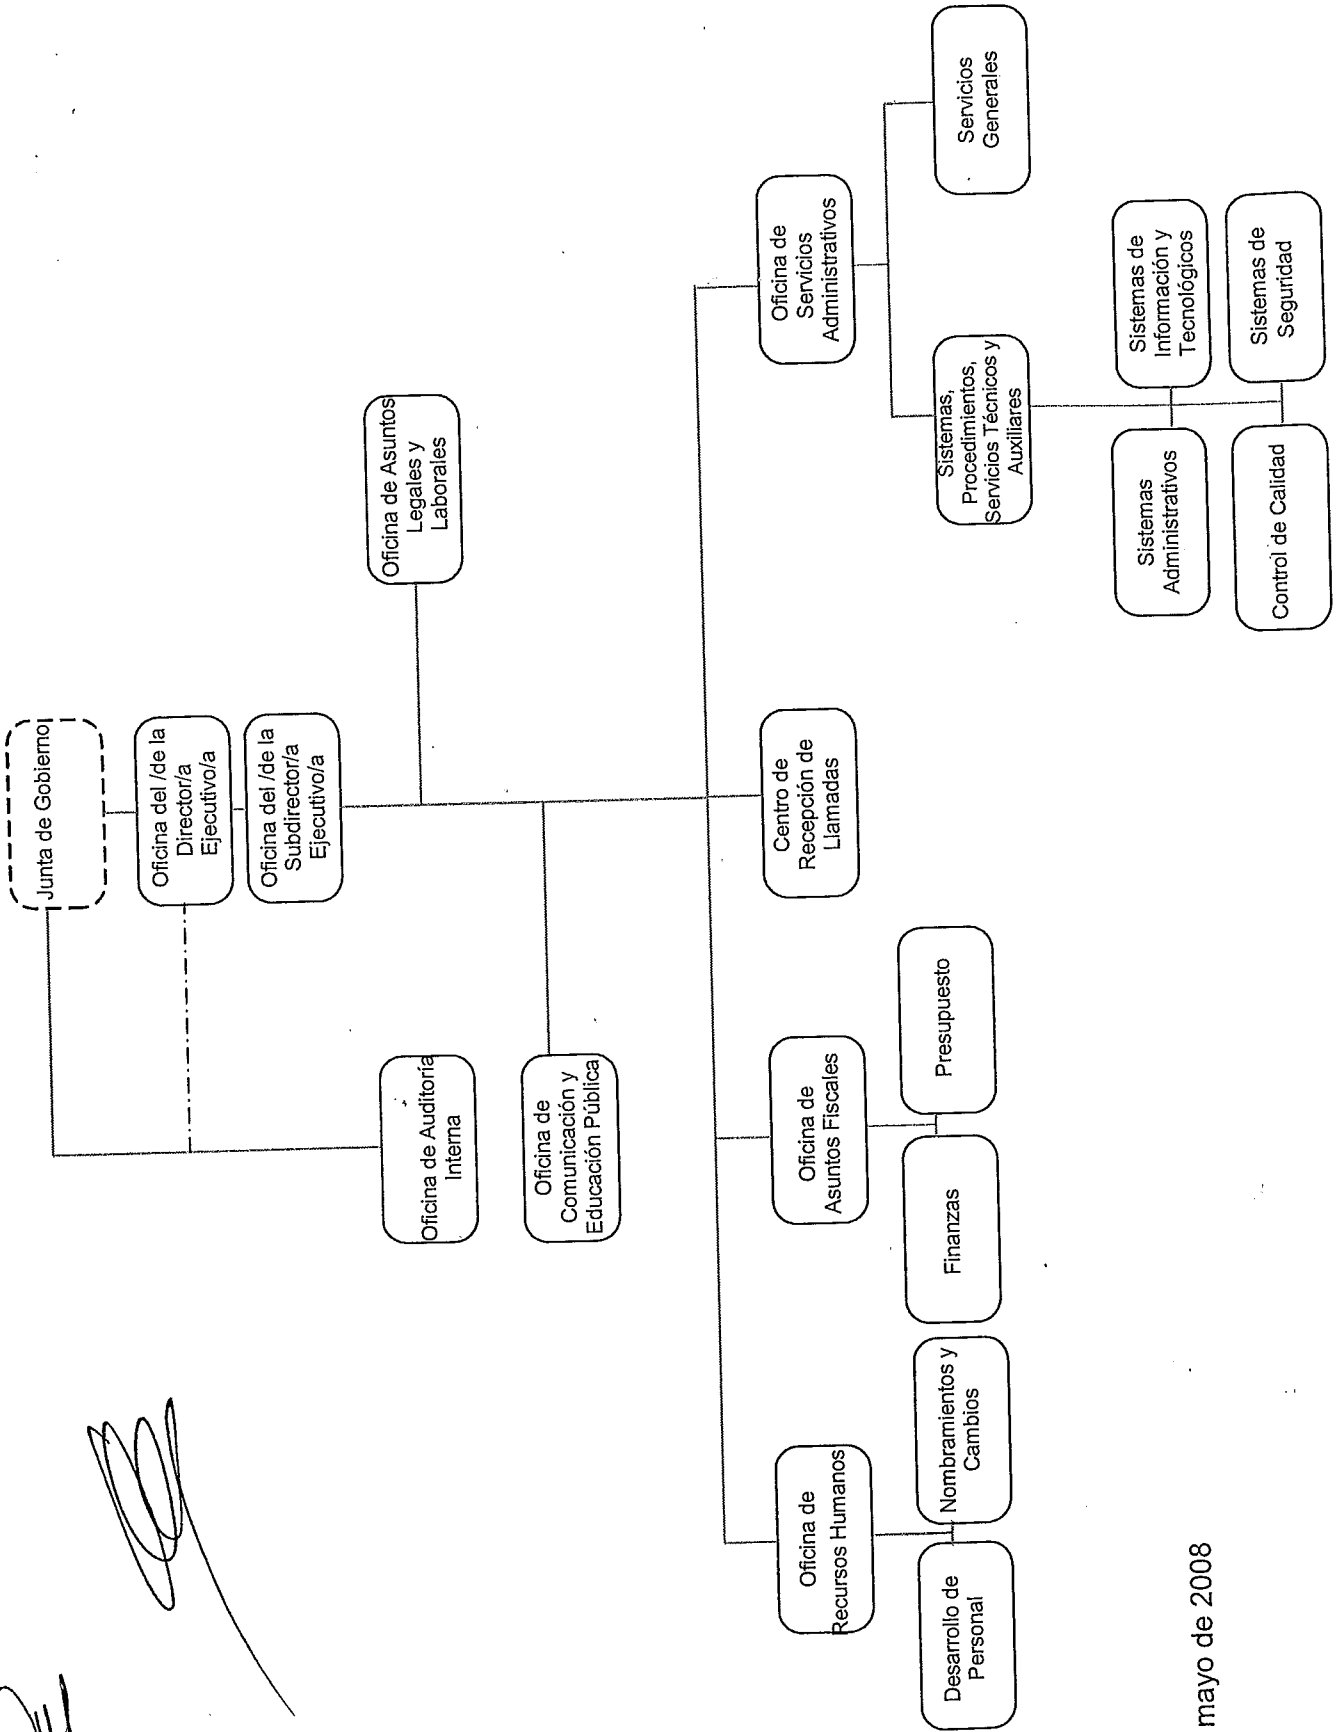 Junta de Gobierno
Oficina del /de la
Director/a
Ejecutivo/a
Oficina del /de la
Subdirector/a
Ejecutivo/a
Oficina de Auditoría
Interna
Oficina de Asuntos
Legales y
Laborales
Oficina de
Comunicación y
Educación Pública
Oficina de
Recursos Humanos
Oficina de
Asuntos Fiscales
Centro de
Recepción de
Llamadas
Oficina de
Servicios
Administrativos
Desarrollo de
Personal
Nombramientos y
Cambios
Finanzas
Presupuesto
Sistemas,
Procedimientos,
Servicios Técnicos y
Auxiliares
Servicios
Generales
Sistemas
Administrativos
Sistemas de
Información y
Tecnológicos
Control de Calidad
Sistemas de
Seguridad
mayo de 2008